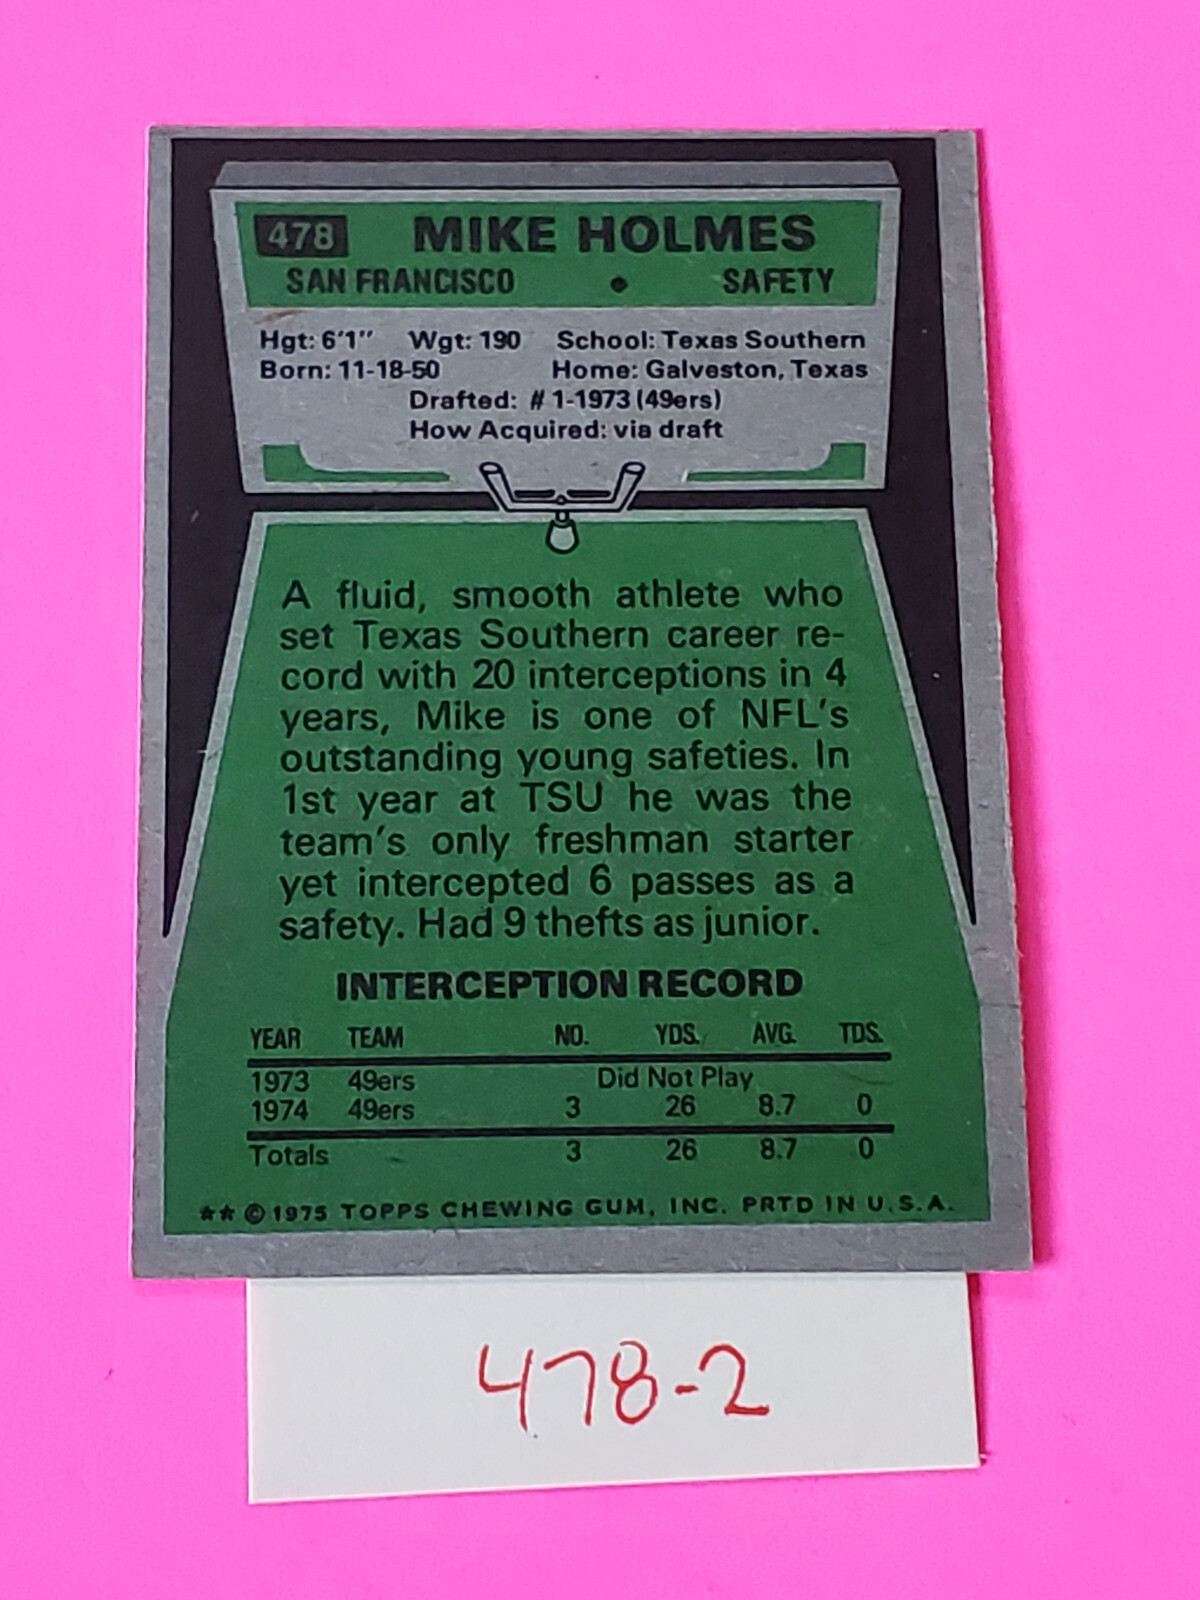 478 MIKE HOLMES
SAN FRANCISCO • SAFETY
Hgt: 6'1" Wgt: 190 School: Texas Southern
Born: 11-18-50 Home: Galveston, Texas
Drafted: #1-1973 (49ers)
How Acquired: via draft
A fluid, smooth athlete who
set Texas Southern career re-
cord with 20 interceptions in 4
years, Mike is one of NFL's
outstanding young safeties. In
1st year at TSU he was the
team's only freshman starter
yet intercepted 6 passes as a
safety. Had 9 thefts as junior.
INTERCEPTION RECORD
YEAR TEAM NO. YDS. AVG. TDS.
1973 49ers Did Not Play
1974 49ers 3 26 8.7 0
Totals 3 26 8.7 0
** © 1975 TOPPS CHEWING GUM, INC. PRTD IN U.S.A.
478-2